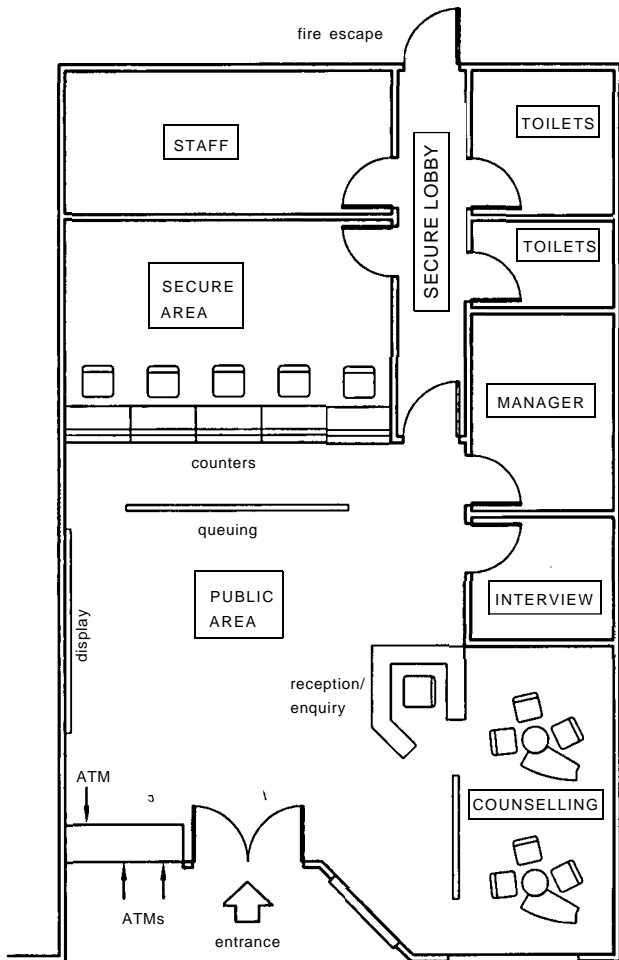 fire escape
TOILETS
STAFF
SECURE LOBBY
TOILETS
SECURE
AREA
MANAGER
counters
queuing
PUBLIC
AREA
INTERVIEW
display
reception/
enquiry
ATM
COUNSELLING
ATMs
entrance